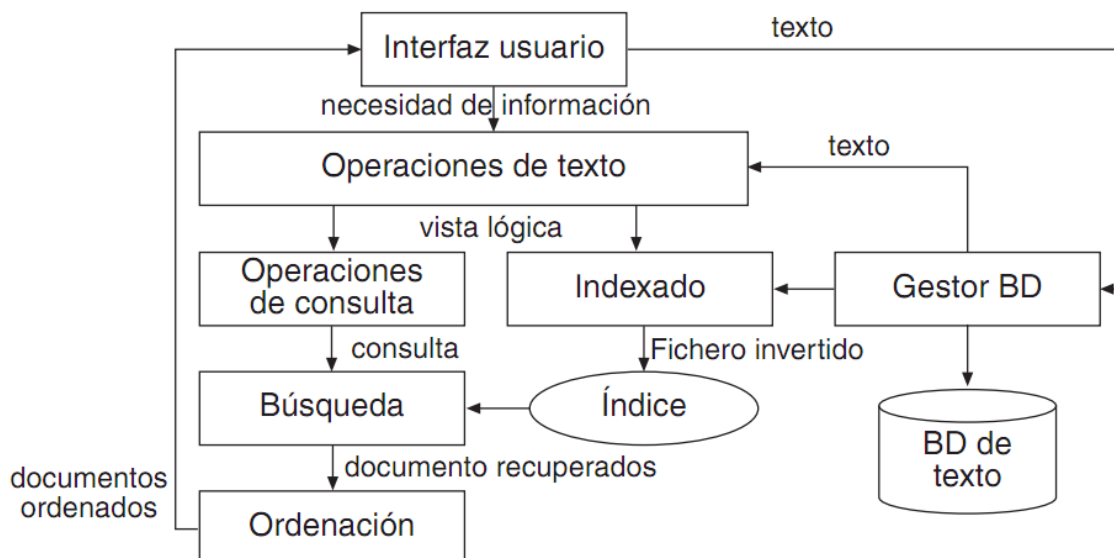 texto
Interfaz usuario
necesidad de información
texto
Operaciones de texto
vista lógica
Operaciones
de consulta
Indexado
Gestor BD
consulta
Fichero invertido
Búsqueda
Índice
BD de
texto
documento recuperados
documentos
ordenados
Ordenación